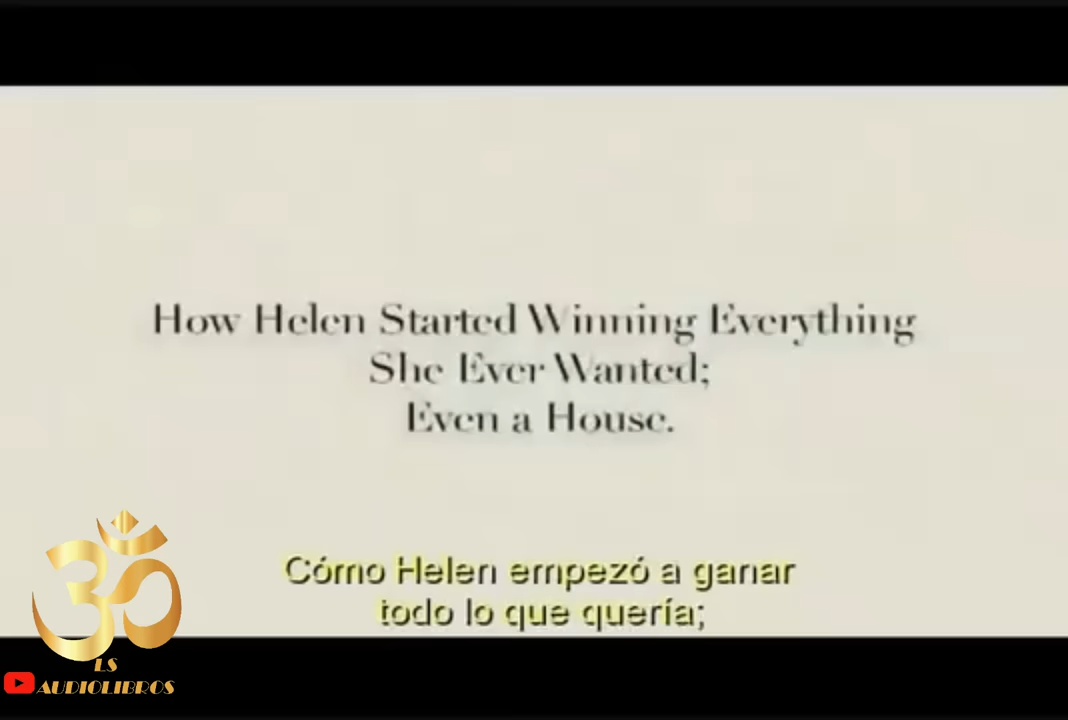 How Helen Started Winning Everything
She Ever Wanted;
Even a House.
Cómo Helen empezó a ganar
todo lo que quería;
LS
AUDIOLIBROS